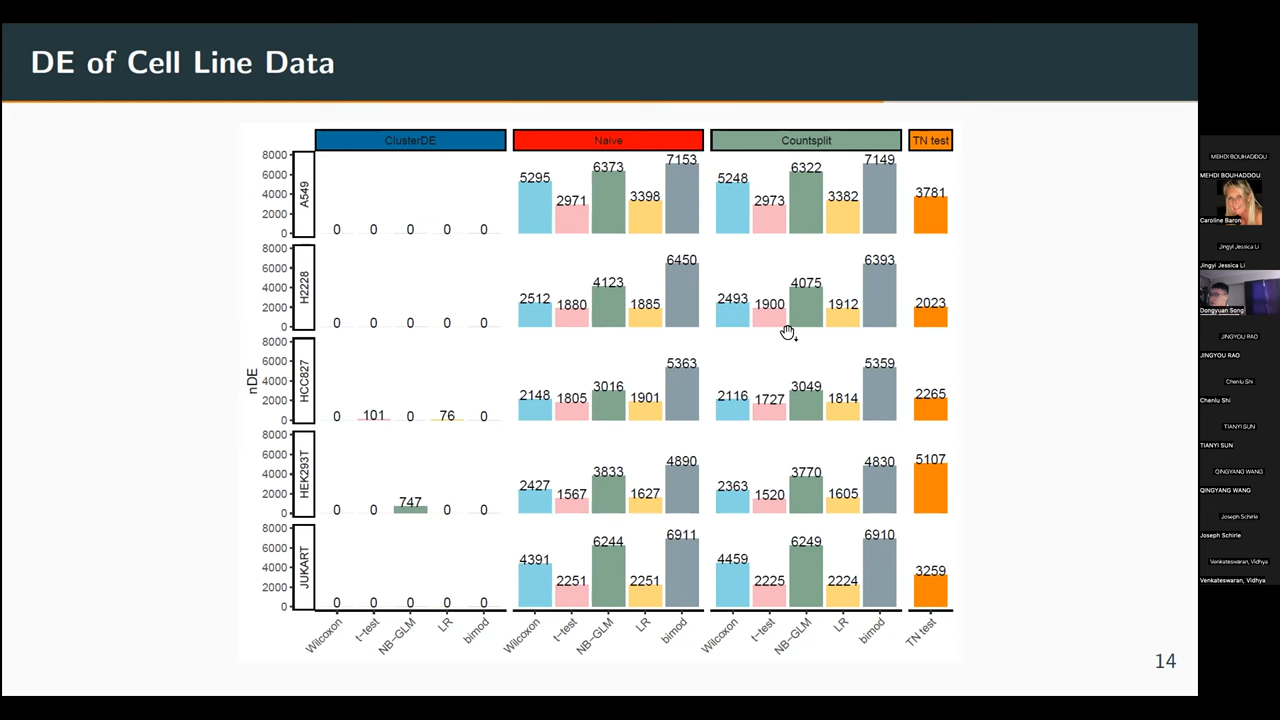 DE of Cell Line Data
ClusterDE Naive Countsplit TN test
nDE
A549
8000
6000
4000
2000
0
0 0 0 0 0
5295 2971 6373 3398 7153
5248 2973 6322 3382 7149
3781
H2228
8000
6000
4000
2000
0
0 0 0 0 0
2512 1880 4123 1885 6450
2493 1900 4075 1912 6393
2023
HCC827
8000
6000
4000
2000
0
0 101 0 76 0
2148 1805 3016 1901 5363
2116 1727 3049 1814 5359
2265
HEK293T
8000
6000
4000
2000
0
0 0 747 0 0
2427 1567 3833 1627 4890
2363 1520 3770 1605 4830
5107
JUKART
8000
6000
4000
2000
0
0 0 0 0 0
4391 2251 6244 2251 6911
4459 2225 6249 2224 6910
3259
Wilcoxon t-test NB-GLM LR bimod
Wilcoxon t-test NB-GLM LR bimod
Wilcoxon t-test NB-GLM LR bimod
TN test
14
MEHDI BOUHADDOU
MEHDI BOUHADDOU
Caroline Baron
Jingyi Jessica Li
Jingyi Jessica Li
Dongyuan Song
JINGYOU RAO
JINGYOU RAO
Chenlu Shi
Chenlu Shi
TIANYI SUN
TIANYI SUN
QINGYANG WANG
QINGYANG WANG
Joseph Schirle
Joseph Schirle
Venkateswaran, Vidhya
Venkateswaran, Vidhya